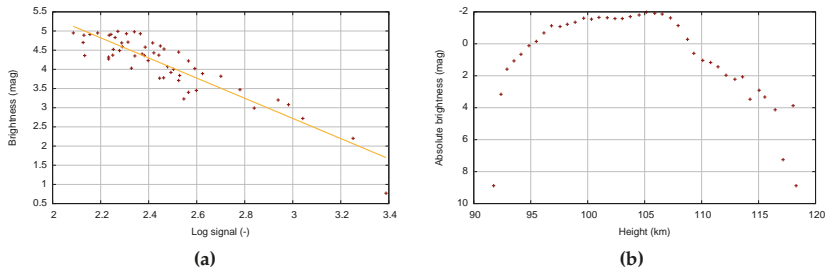 5.5
5
4.5
4
3.5
3
2.5
2
1.5
1
0.5
Brightness (mag)
2 2.2 2.4 2.6 2.8 3 3.2 3.4
Log signal (-)
(a)
-2
0
2
4
6
8
10
Absolute brightness (mag)
90 95 100 105 110 115 120
Height (km)
(b)